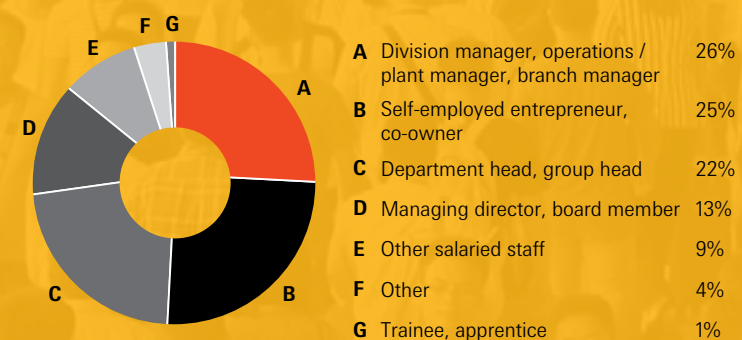 F G
E
A
D
C
B
A Division manager, operations / 26%
plant manager, branch manager
B Self-employed entrepreneur, 25%
co-owner
C Department head, group head 22%
D Managing director, board member 13%
E Other salaried staff 9%
F Other 4%
G Trainee, apprentice 1%